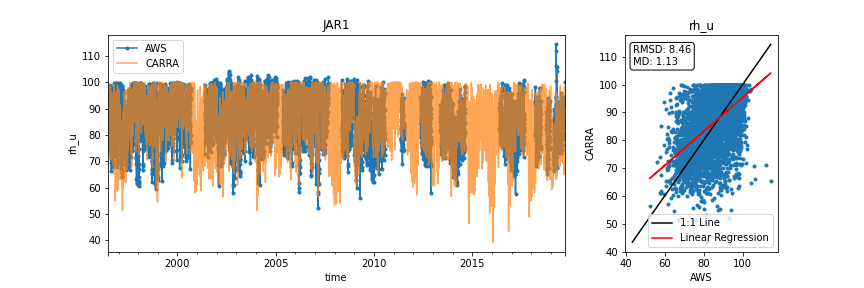 JAR1
AWS
CARRA
rh_u
110
100
90
80
70
60
50
40
2000
2005
2010
2015
time
rh_u
RMSD: 8.46
MD: 1.13
CARRA
110
100
90
80
70
60
50
40
1:1 Line
Linear Regression
40
60
80
100
AWS